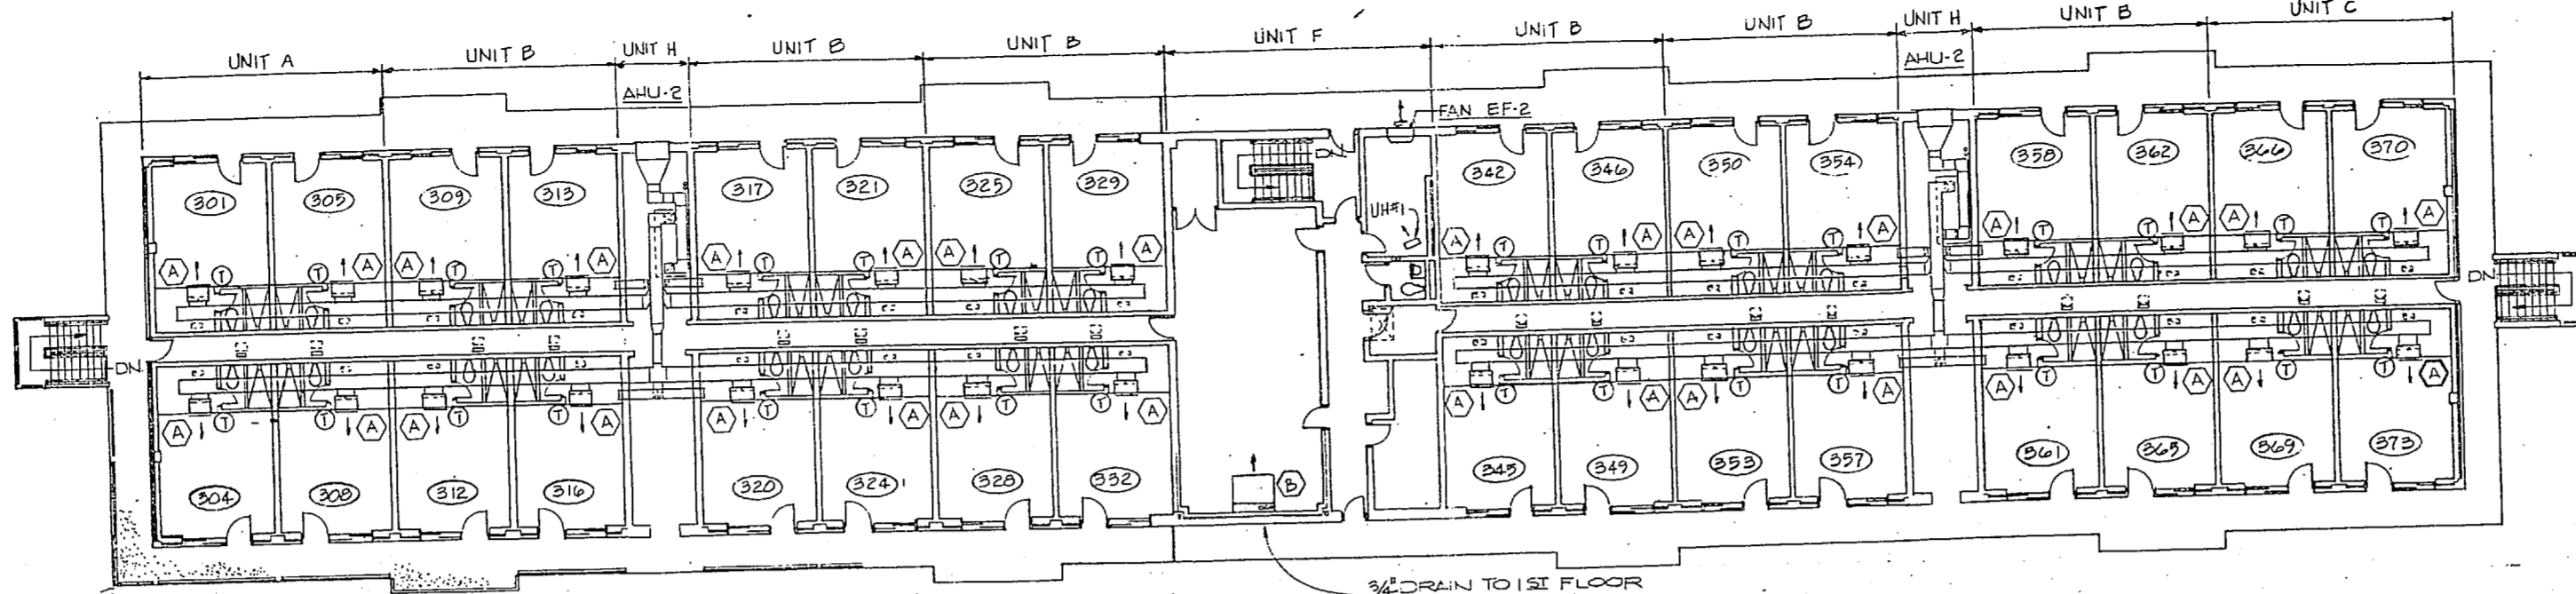 UNIT A
UNIT B
UNIT H
UNIT B
UNIT B
UNIT F
UNIT B
UNIT B
UNIT H
UNIT B
UNIT C
AHU-2
AHU-2
FAN EF-2
DN.
301
305
309
313
317
321
325
329
342
346
350
354
358
362
366
370
UH#1
A T T A A T T A A T T A A T T A
A T T A A T T A A T T A A T T A
DN.
DN.
A T T A A T T A A T T A A T T A
A T T A A T T A A T T A A T T A
304
308
312
316
320
324
328
332
B
345
349
353
357
361
365
369
373
3/4" DRAIN TO 1ST FLOOR